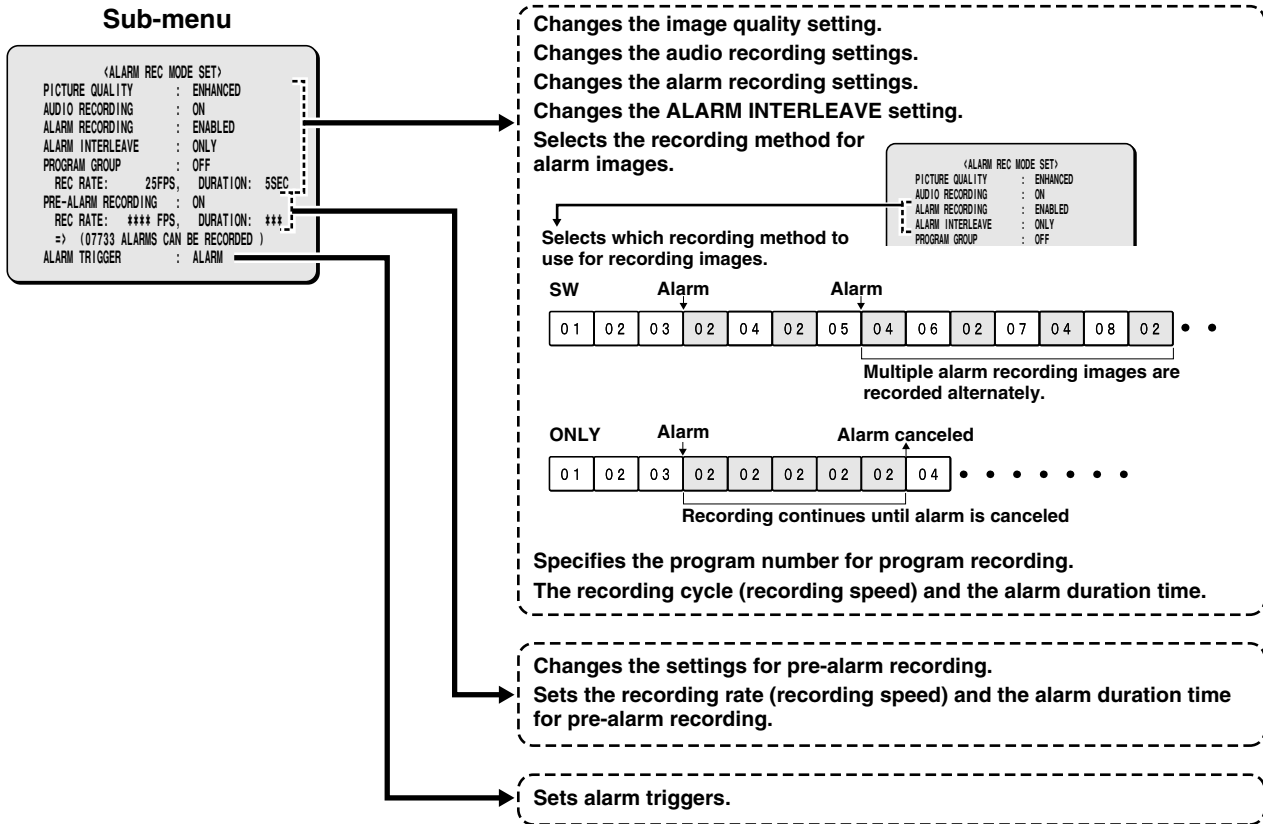 Sub-menu
<ALARM REC MODE SET>
PICTURE QUALITY : ENHANCED
AUDIO RECORDING : ON
ALARM RECORDING : ENABLED
ALARM INTERLEAVE : ONLY
PROGRAM GROUP : OFF
REC RATE: 25FPS, DURATION: 5SEC
PRE-ALARM RECORDING : ON
REC RATE: **** FPS, DURATION: ***
=> (07733 ALARMS CAN BE RECORDED )
ALARM TRIGGER : ALARM
Changes the image quality setting.
Changes the audio recording settings.
Changes the alarm recording settings.
Changes the ALARM INTERLEAVE setting.
Selects the recording method for
alarm images.
<ALARM REC MODE SET>
PICTURE QUALITY : ENHANCED
AUDIO RECORDING : ON
ALARM RECORDING : ENABLED
ALARM INTERLEAVE : ONLY
PROGRAM GROUP : OFF
Selects which recording method to
use for recording images.
SW Alarm Alarm
01 02 03 02 04 02 05 04 06 02 07 04 08 02 • •
Multiple alarm recording images are
recorded alternately.
ONLY Alarm Alarm canceled
01 02 03 02 02 02 02 02 04 • • • • • • •
Recording continues until alarm is canceled
Specifies the program number for program recording.
The recording cycle (recording speed) and the alarm duration time.
Changes the settings for pre-alarm recording.
Sets the recording rate (recording speed) and the alarm duration time
for pre-alarm recording.
Sets alarm triggers.